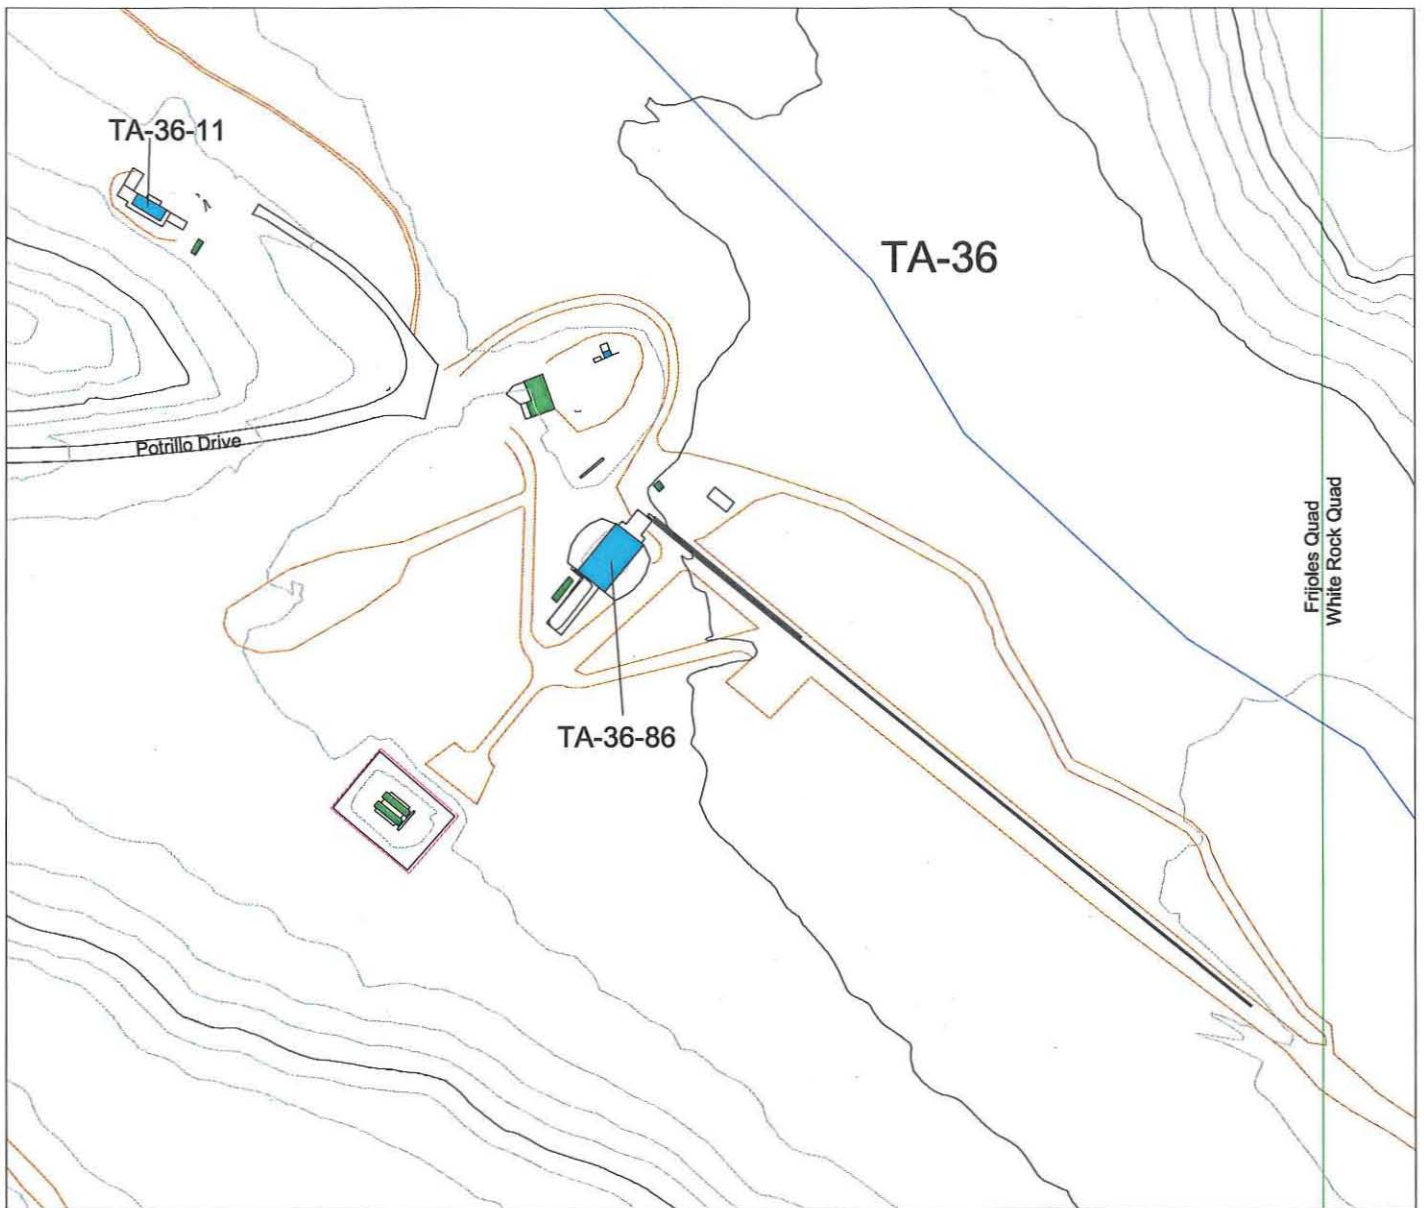 TA-36-11
TA-36
Potrillo Drive
Frijoles Quad
White Rock Quad
TA-36-86